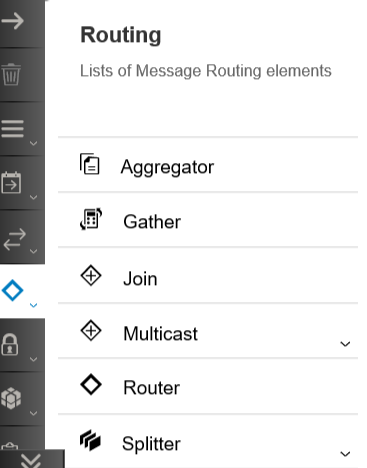 Routing
Lists of Message Routing elements
Aggregator
Gather
Join
Multicast
Router
Splitter